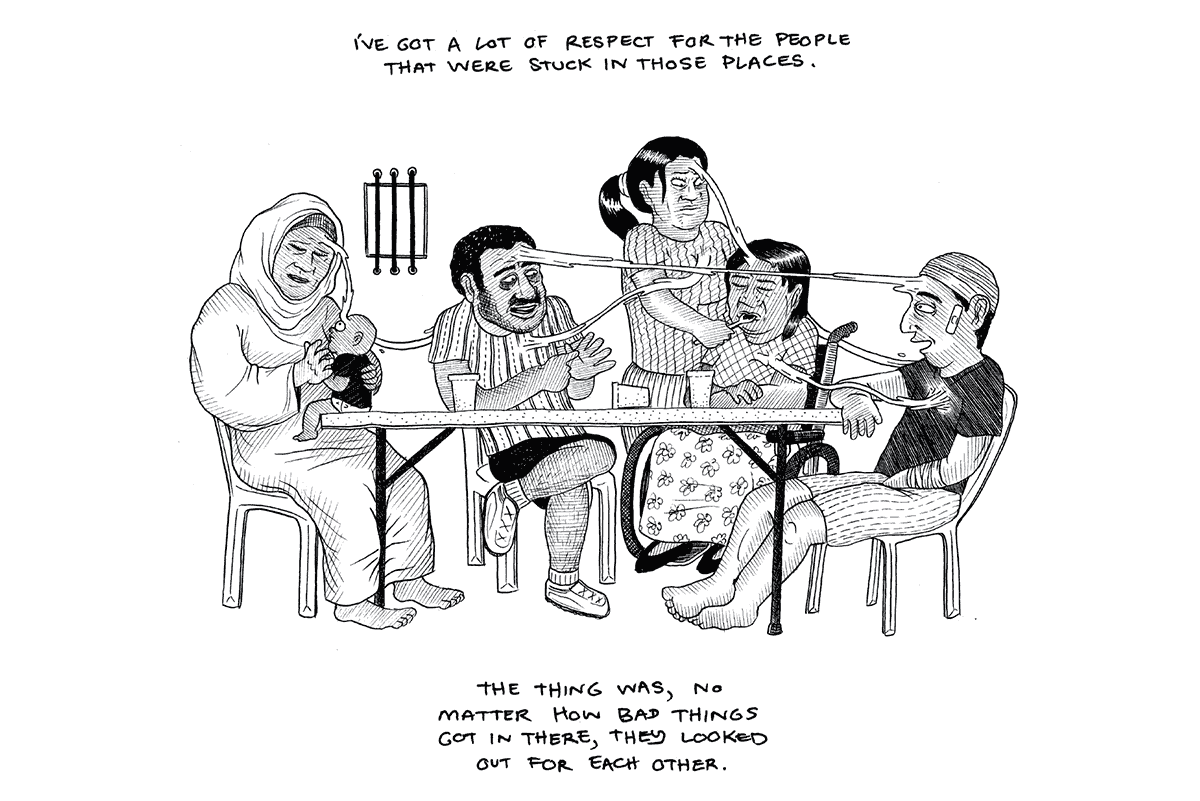 I'VE GOT A LOT OF RESPECT FOR THE PEOPLE
THAT WERE STUCK IN THOSE PLACES.
THE THING WAS, NO
MATTER HOW BAD THINGS
GOT IN THERE, THEY LOOKED
OUT FOR EACH OTHER.